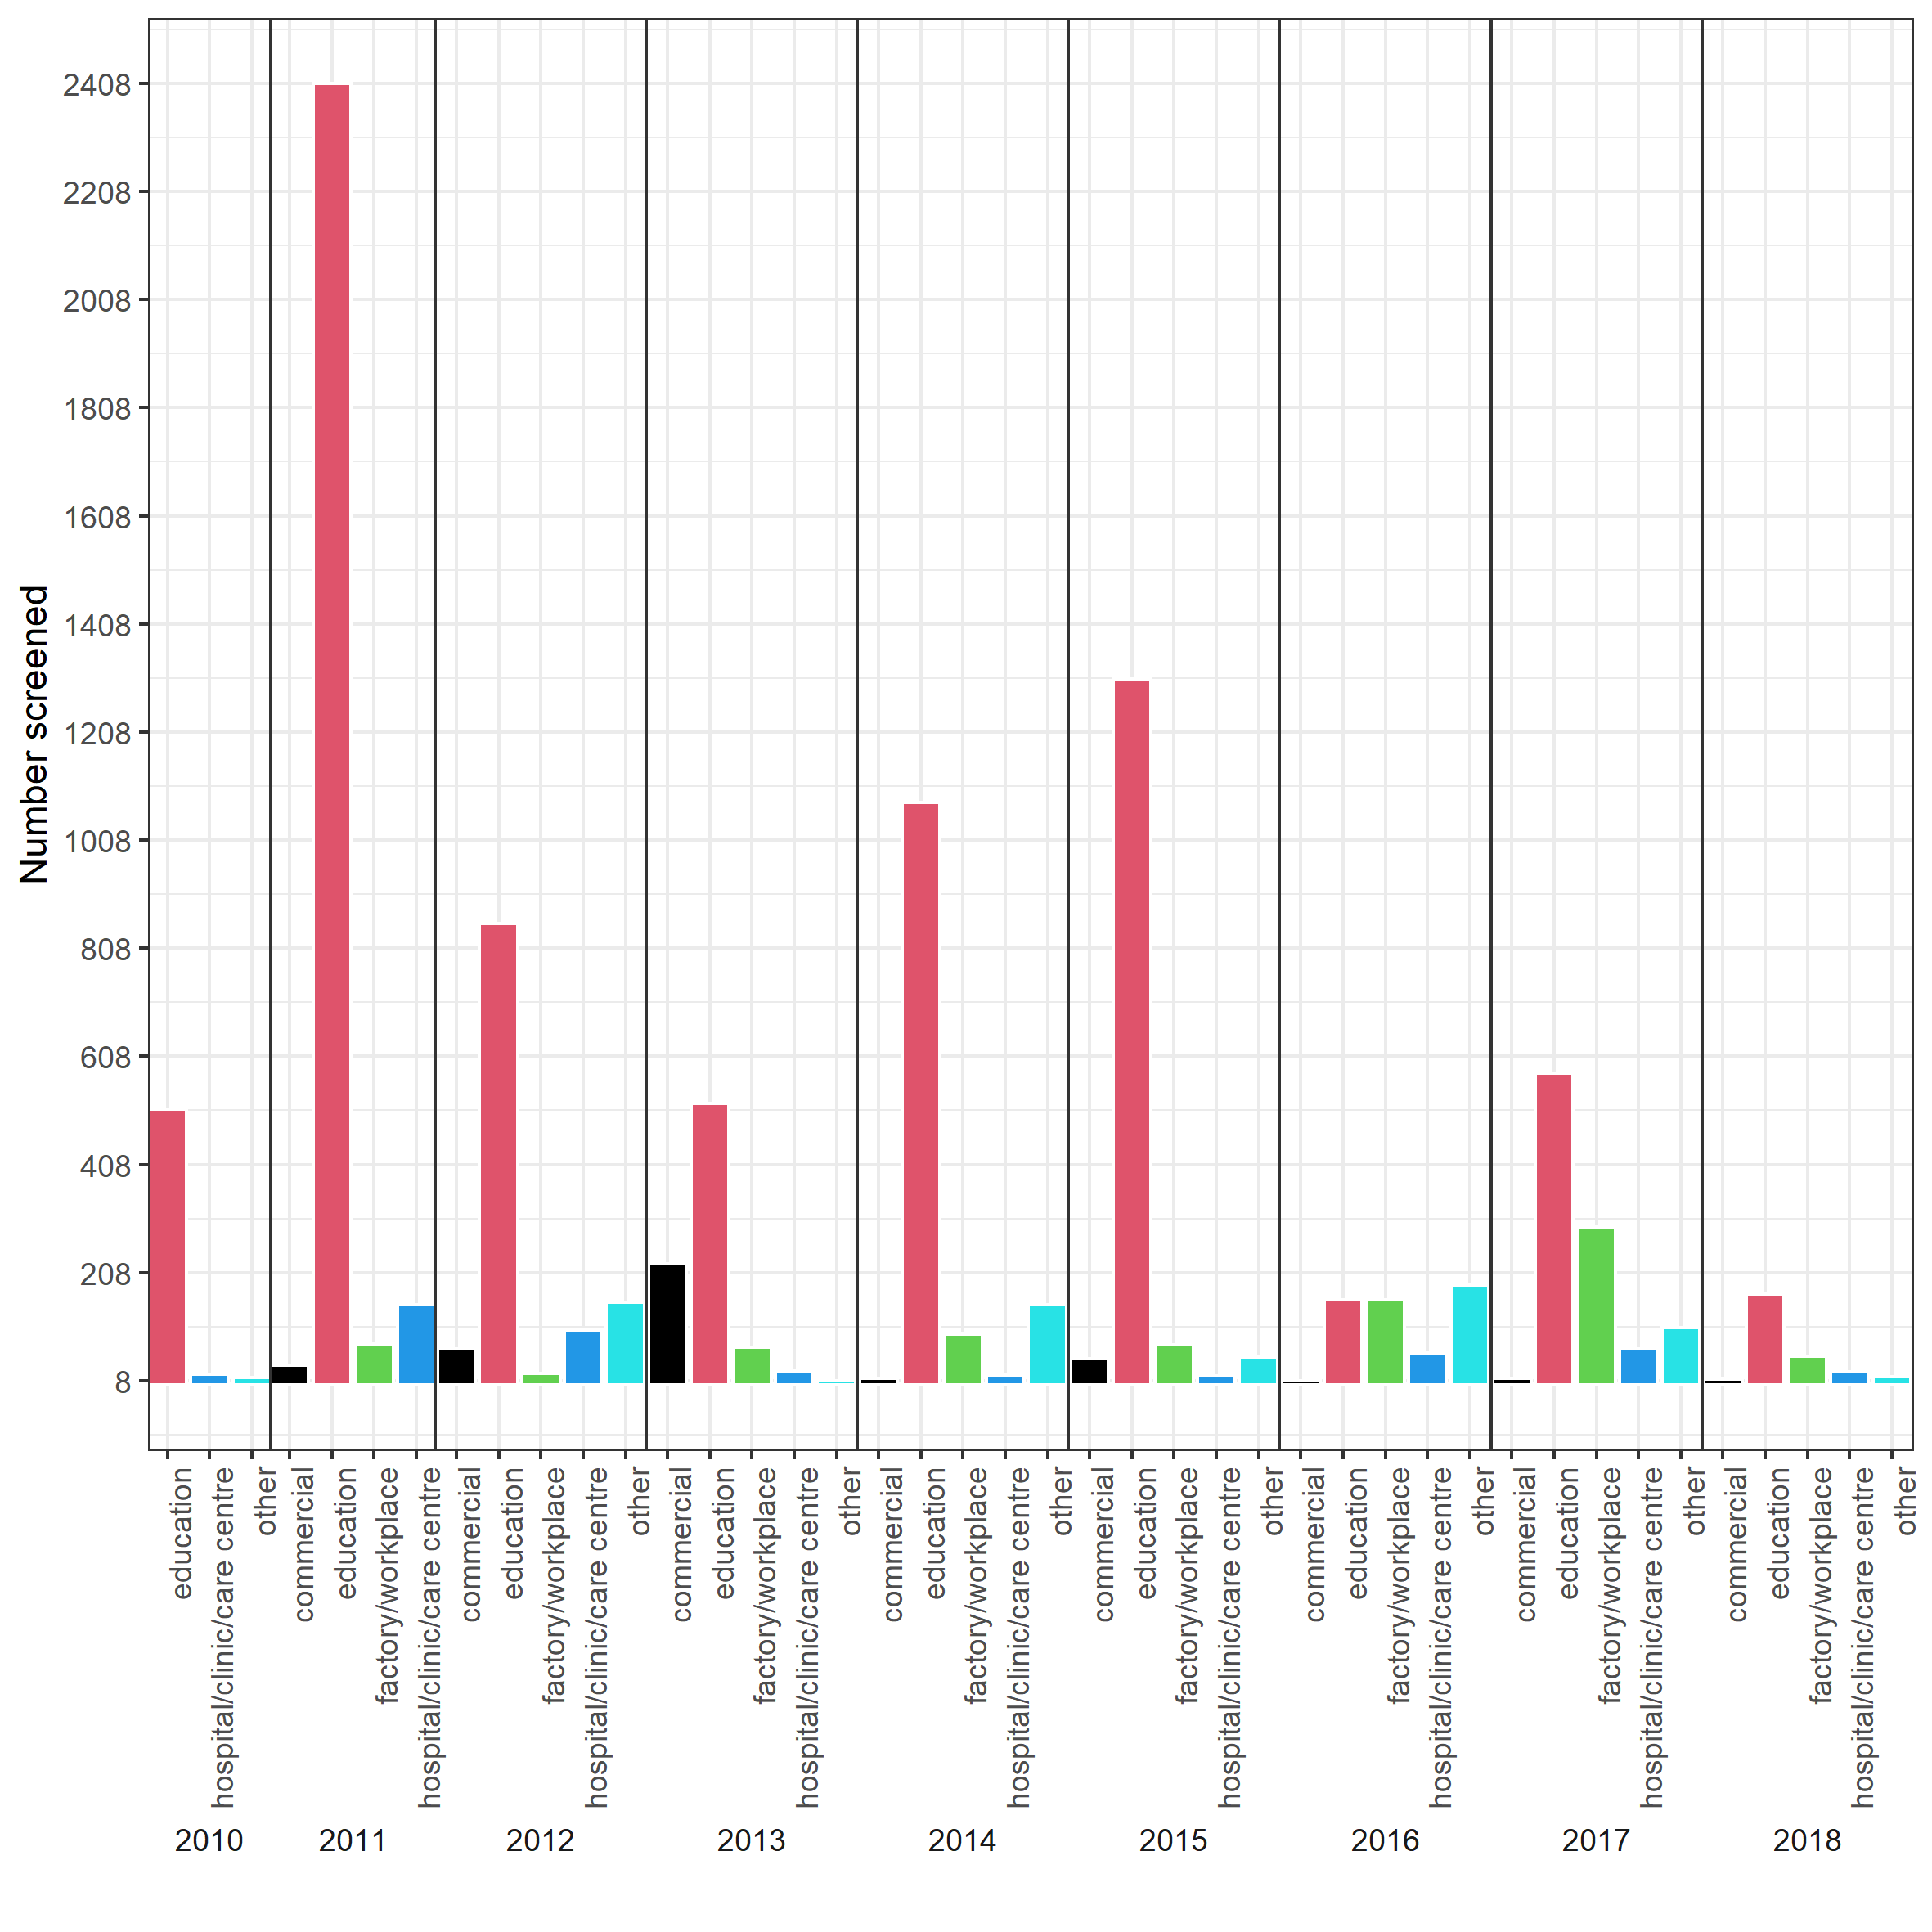 Number screened
2408
2208
2008
1808
1608
1408
1208
1008
808
608
408
208
8
education
hospital/clinic/care centre
other
commercial
education
factory/workplace
hospital/clinic/care centre
commercial
education
factory/workplace
hospital/clinic/care centre
other
commercial
education
factory/workplace
hospital/clinic/care centre
other
commercial
education
factory/workplace
hospital/clinic/care centre
other
commercial
education
factory/workplace
hospital/clinic/care centre
other
commercial
education
factory/workplace
hospital/clinic/care centre
other
commercial
education
factory/workplace
hospital/clinic/care centre
other
commercial
education
factory/workplace
hospital/clinic/care centre
other
2010 2011 2012 2013 2014 2015 2016 2017 2018